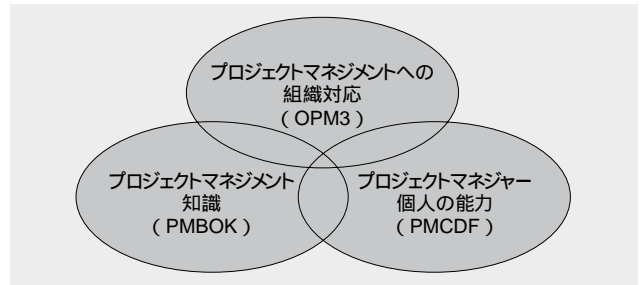 プロジェクトマネジメントへの
組織対応
（OPM3）
プロジェクトマネジメント
知識
（PMBOK）
プロジェクトマネジャー
個人の能力
（PMCDF）